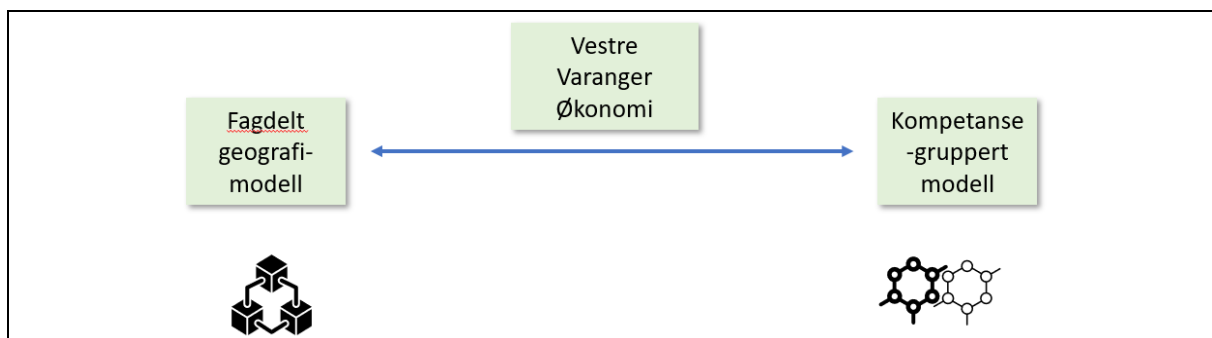 Vestre
Varanger
Økonomi
Fagdelt
geografi-
modell
Kompetanse
-gruppert
modell